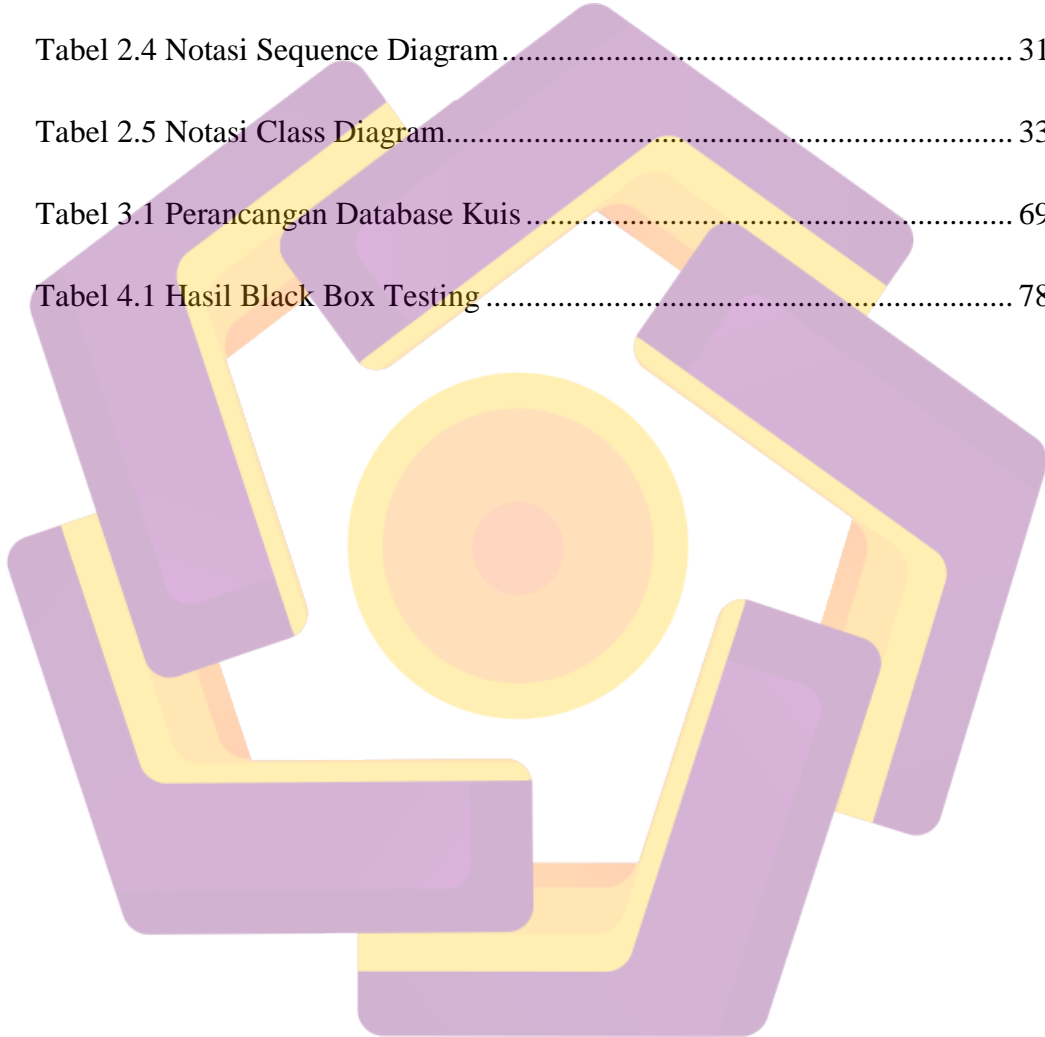 Tabel 2.4 Notasi Sequence Diagram.............................................................. 31
Tabel 2.5 Notasi Class Diagram..................................................................... 33
Tabel 3.1 Perancangan Database Kuis........................................................... 69
Tabel 4.1 Hasil Black Box Testing................................................................ 78